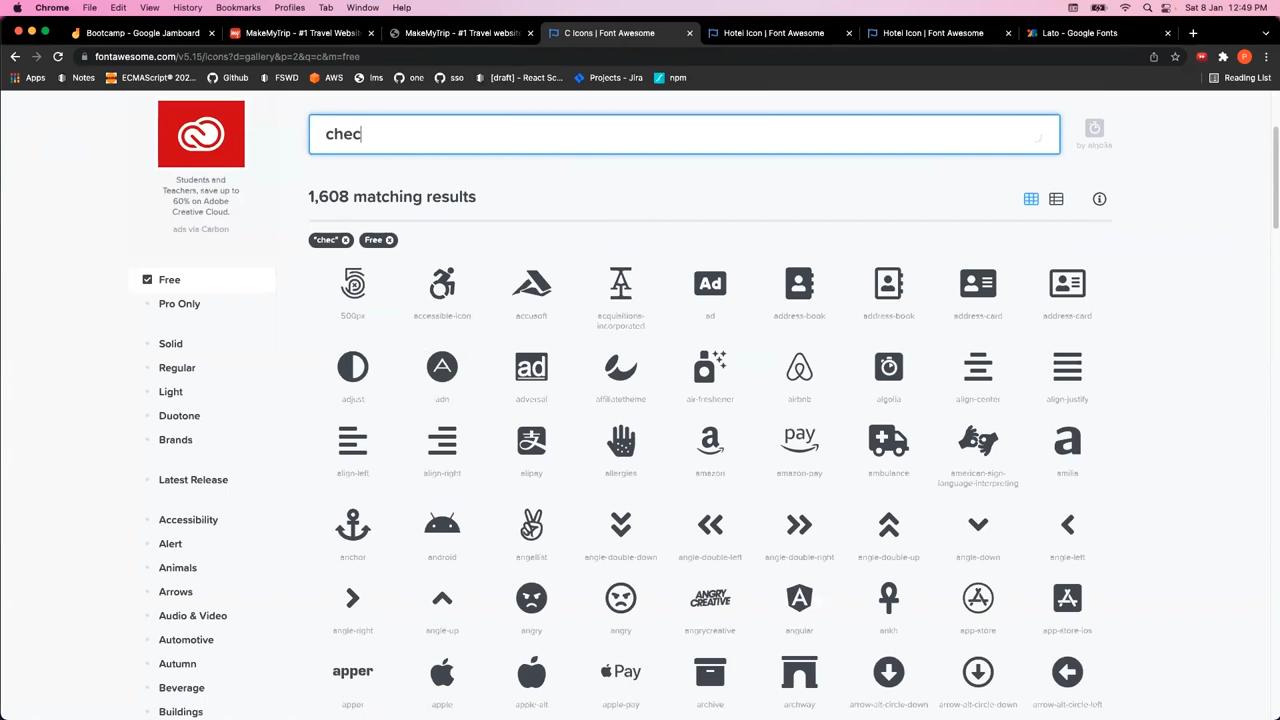 Chrome File Edit View History Bookmarks Profiles Tab Window Help Sat 8 Jan 12:49 PM
Bootcamp - Google Jamboard MakeMyTrip - #1 Travel Websit MakeMyTrip - #1 Travel websit C Icons | Font Awesome Hotel Icon | Font Awesome Hotel Icon | Font Awesome Lato - Google Fonts
fontawesome.com/v5.15/icons?d=gallery&p=2&q=c&m=free P
Apps Notes ECMAScript® 202... Github FSWD AWS lms one sso [draft] - React Sc... Projects - Jira npm Reading List
chec
by algolia
Students and
Teachers, save up to
60% on Adobe
Creative Cloud.
ads via Carbon
1,608 matching results
"chec" Free
Free
Pro Only
Solid
Regular
Light
Duotone
Brands
Latest Release
Accessibility
Alert
Animals
Arrows
Audio & Video
Automotive
Autumn
Beverage
Buildings
Ad
500px accessible-icon accusoft acquisitions-incorporated ad address-book address-book address-card address-card
ad
adjust adn adversal affiliatetheme air-freshener airbnb algolia align-center align-justify
pay
align-left align-right alipay allergies amazon amazon-pay ambulance american-sign-language-interpreting amilia
anchor android angellist angle-double-down angle-double-left angle-double-right angle-double-up angle-down angle-left
ANGRY
CREATIVE
angle-right angle-up angry angry angrycreative angular ankh app-store app-store-ios
apper Pay
apper apple apple-alt apple-pay archive archway arrow-alt-circle-down arrow-alt-circle-down arrow-alt-circle-left